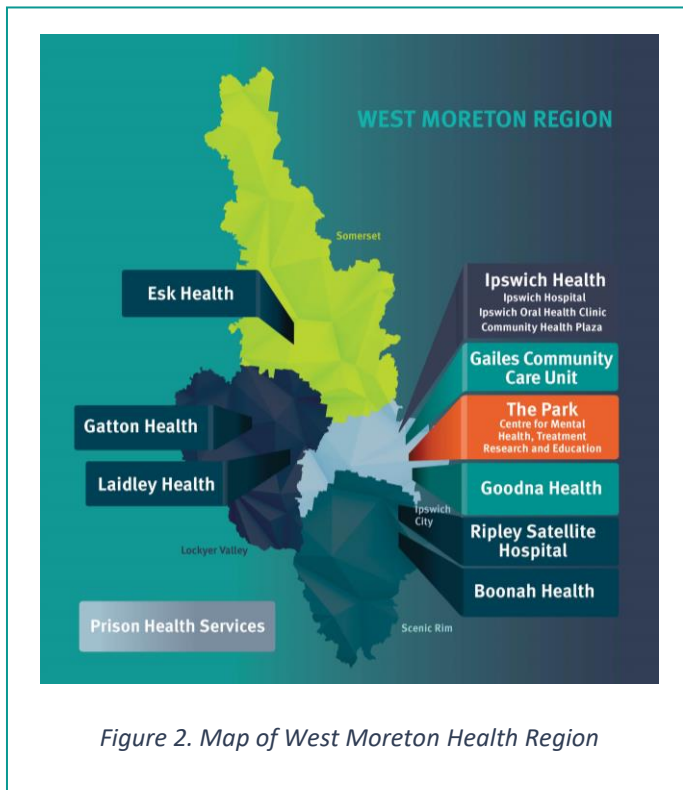 WEST MORETON REGION
Somerset
Esk Health
Ipswich Health
Ipswich Hospital
Ipswich Oral Health Clinic
Community Health Plaza
Gailes Community
Care Unit
Gatton Health
The Park
Centre for Mental
Health, Treatment
Research and Education
Laidley Health
Goodna Health
Ipswich
City
Ripley Satellite
Hospital
Lockyer Valley
Boonah Health
Prison Health Services
Scenic Rim
Figure 2. Map of West Moreton Health Region